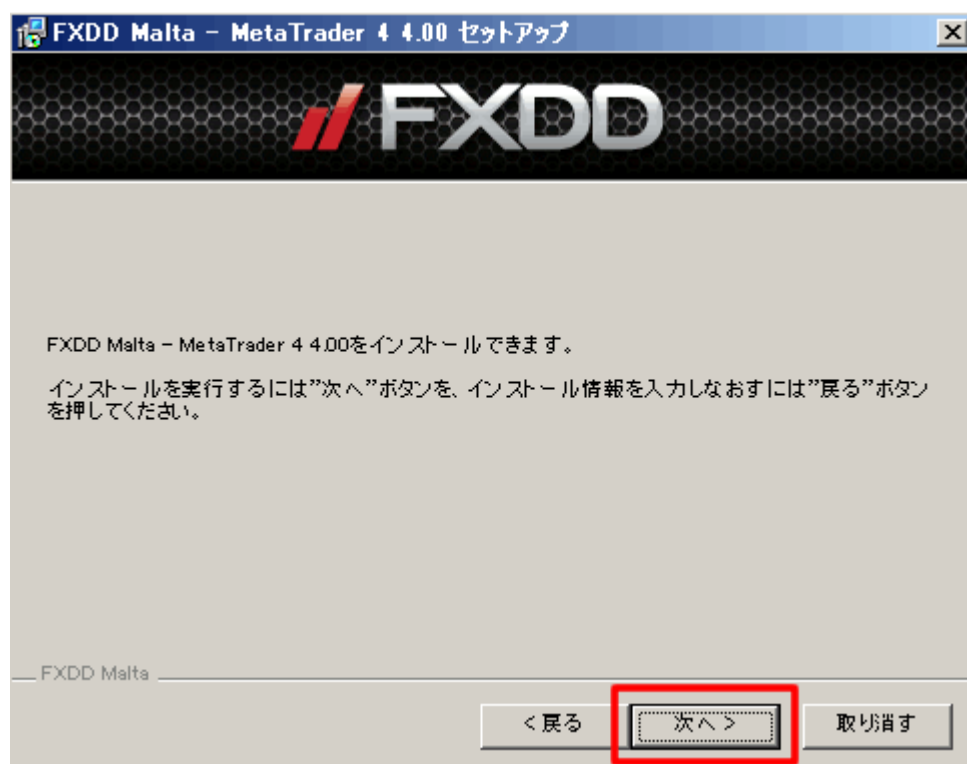 FXDD Malta - MetaTrader 4 4.00 セットアップ
FXDD
FXDD Malta - MetaTrader 4 4.00をインストールできます。
インストールを実行するには”次へ”ボタンを、インストール情報を入力しなおすには”戻る”ボタン
を押してください。
FXDD Malta
< 戻る
次へ >
取り消す